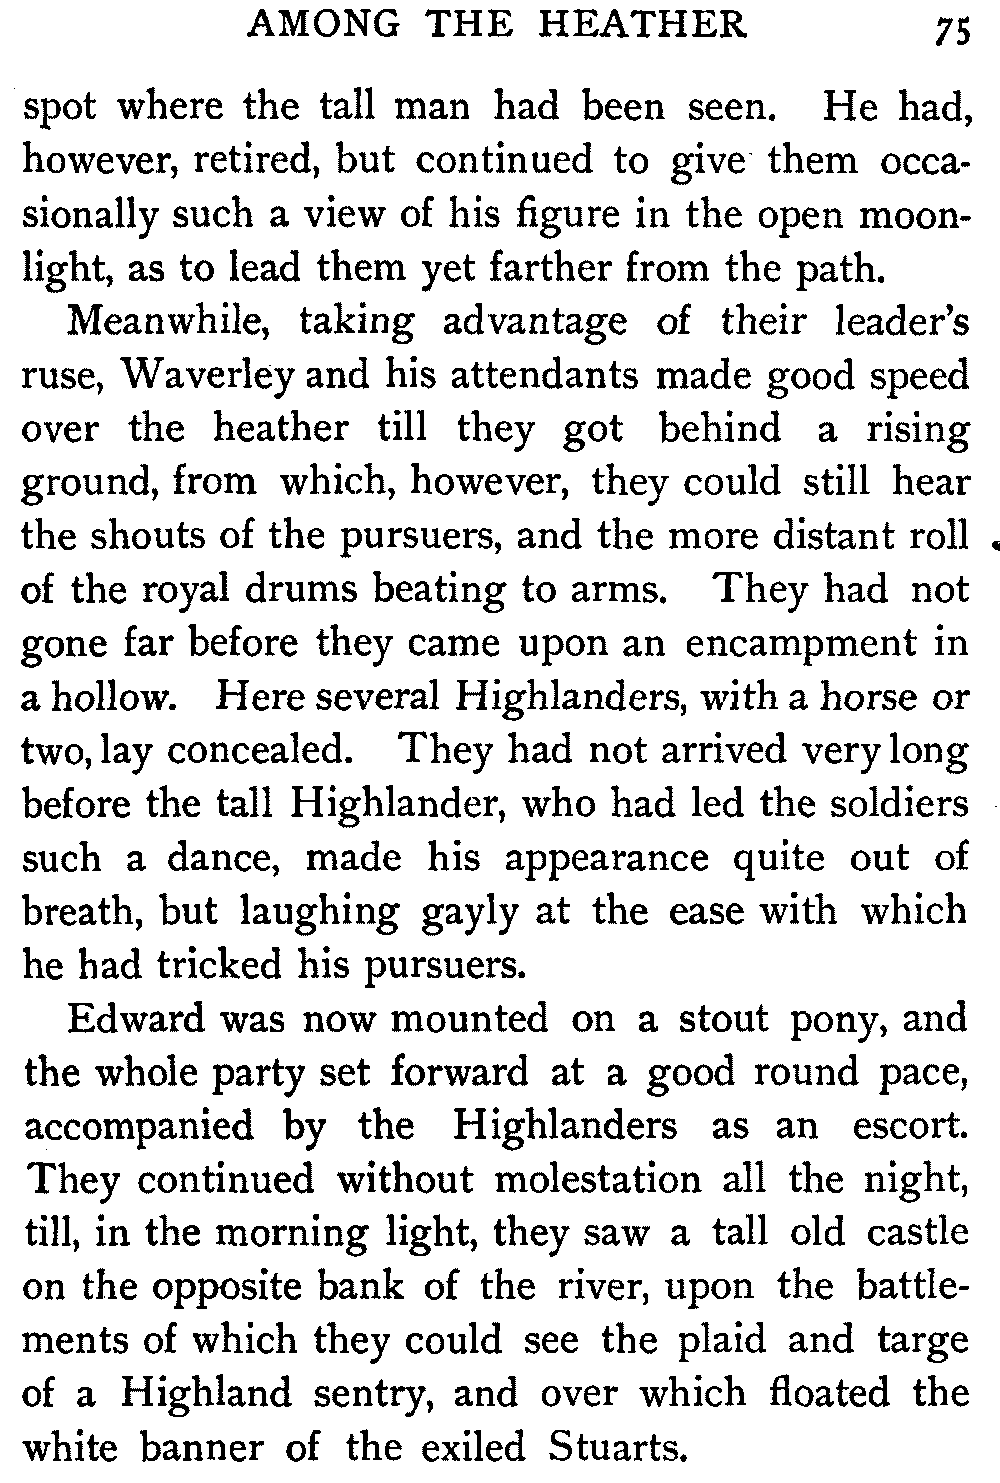 AMONG THE HEATHER 75
spot where the tall man had been seen. He had,
however, retired, but continued to give them occa-
sionally such a view of his figure in the open moon-
light, as to lead them yet farther from the path.
Meanwhile, taking advantage of their leader's
ruse, Waverley and his attendants made good speed
over the heather till they got behind a rising
ground, from which, however, they could still hear
the shouts of the pursuers, and the more distant roll
of the royal drums beating to arms. They had not
gone far before they came upon an encampment in
a hollow. Here several Highlanders, with a horse or
two, lay concealed. They had not arrived very long
before the tall Highlander, who had led the soldiers
such a dance, made his appearance quite out of
breath, but laughing gayly at the ease with which
he had tricked his pursuers.
Edward was now mounted on a stout pony, and
the whole party set forward at a good round pace,
accompanied by the Highlanders as an escort.
They continued without molestation all the night,
till, in the morning light, they saw a tall old castle
on the opposite bank of the river, upon the battle-
ments of which they could see the plaid and targe
of a Highland sentry, and over which floated the
white banner of the exiled Stuarts.